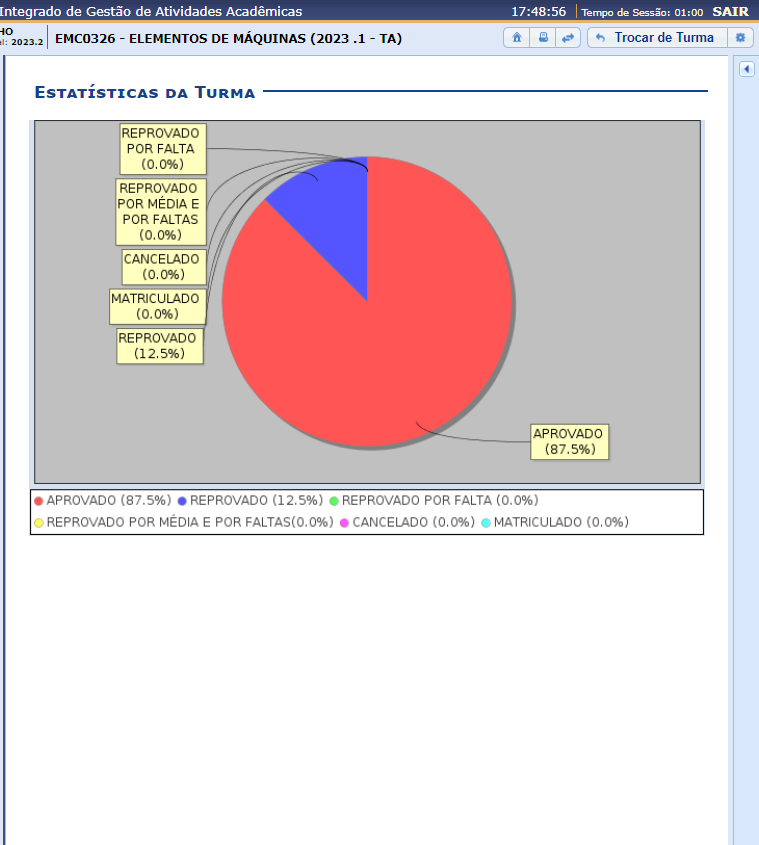 Integrado de Gestão de Atividades Acadêmicas 17:48:56 Tempo de Sessão: 01:00 SAIR
HO
el: 2023.2 EMC0326 - ELEMENTOS DE MÁQUINAS (2023 .1 - TA) Trocar de Turma
Estatísticas da Turma
REPROVADO
POR FALTA
(0.0%)
REPROVADO
POR MÉDIA E
POR FALTAS
(0.0%)
CANCELADO
(0.0%)
MATRICULADO
(0.0%)
REPROVADO
(12.5%)
APROVADO
(87.5%)
APROVADO (87.5%) REPROVADO (12.5%) REPROVADO POR FALTA (0.0%)
REPROVADO POR MÉDIA E POR FALTAS(0.0%) CANCELADO (0.0%) MATRICULADO (0.0%)